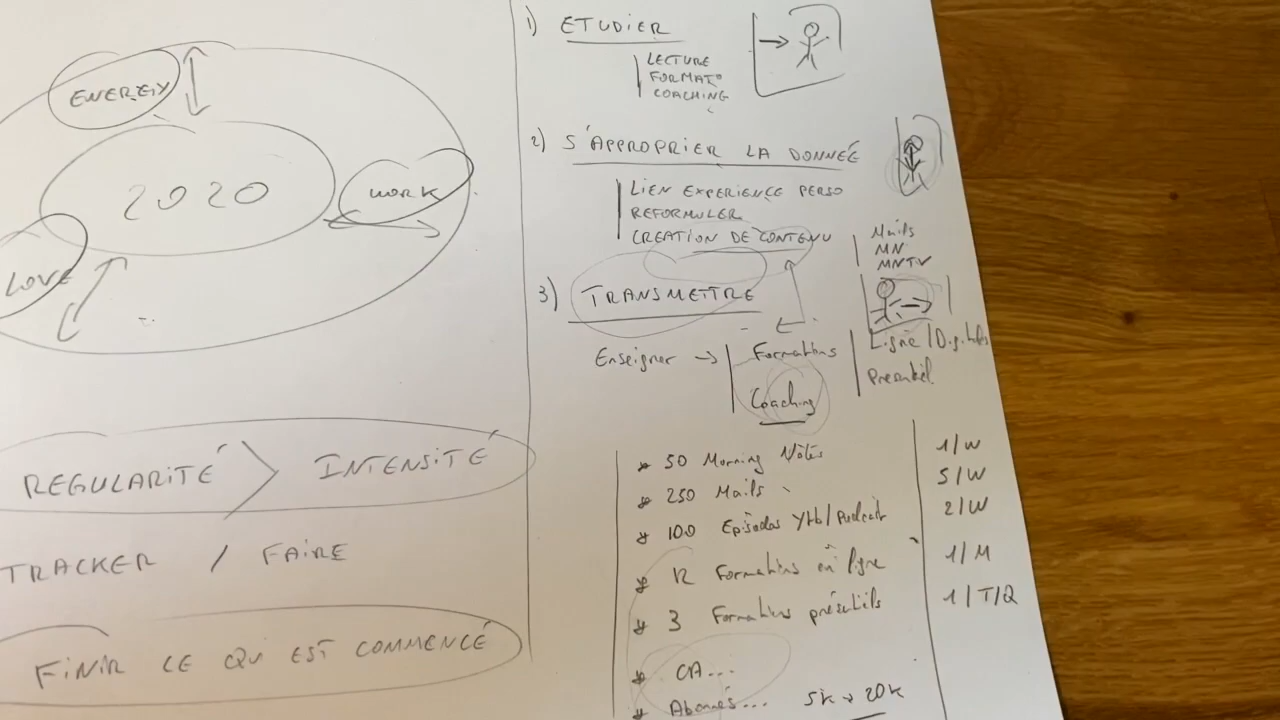 ENERGY
2020
WORK
LOVE
REGULARITÉ > INTENSITÉ
TRACKER / FAIRE
FINIR CE QUI EST COMMENCÉ
1) ETUDIER
LECTURE
FORMAT°
COACHING
2) S'APPROPRIER LA DONNÉE
LIEN EXPERIENCE PERSO
REFORMULER
CREATION DE CONTENU
Mails
MN
MNTV
3) TRANSMETTRE
Enseigner → Formations
Coaching
Ligne / Digitales
Présentiel
* 50 Morning Notes 1/W
* 250 Mails 5/W
* 100 Episodes Ytb/Podcast 2/W
* 12 Formations en ligne 1/M
* 3 Formations présentiels 1/T/Q
* CA...
* Abonnés... 5k → 20k